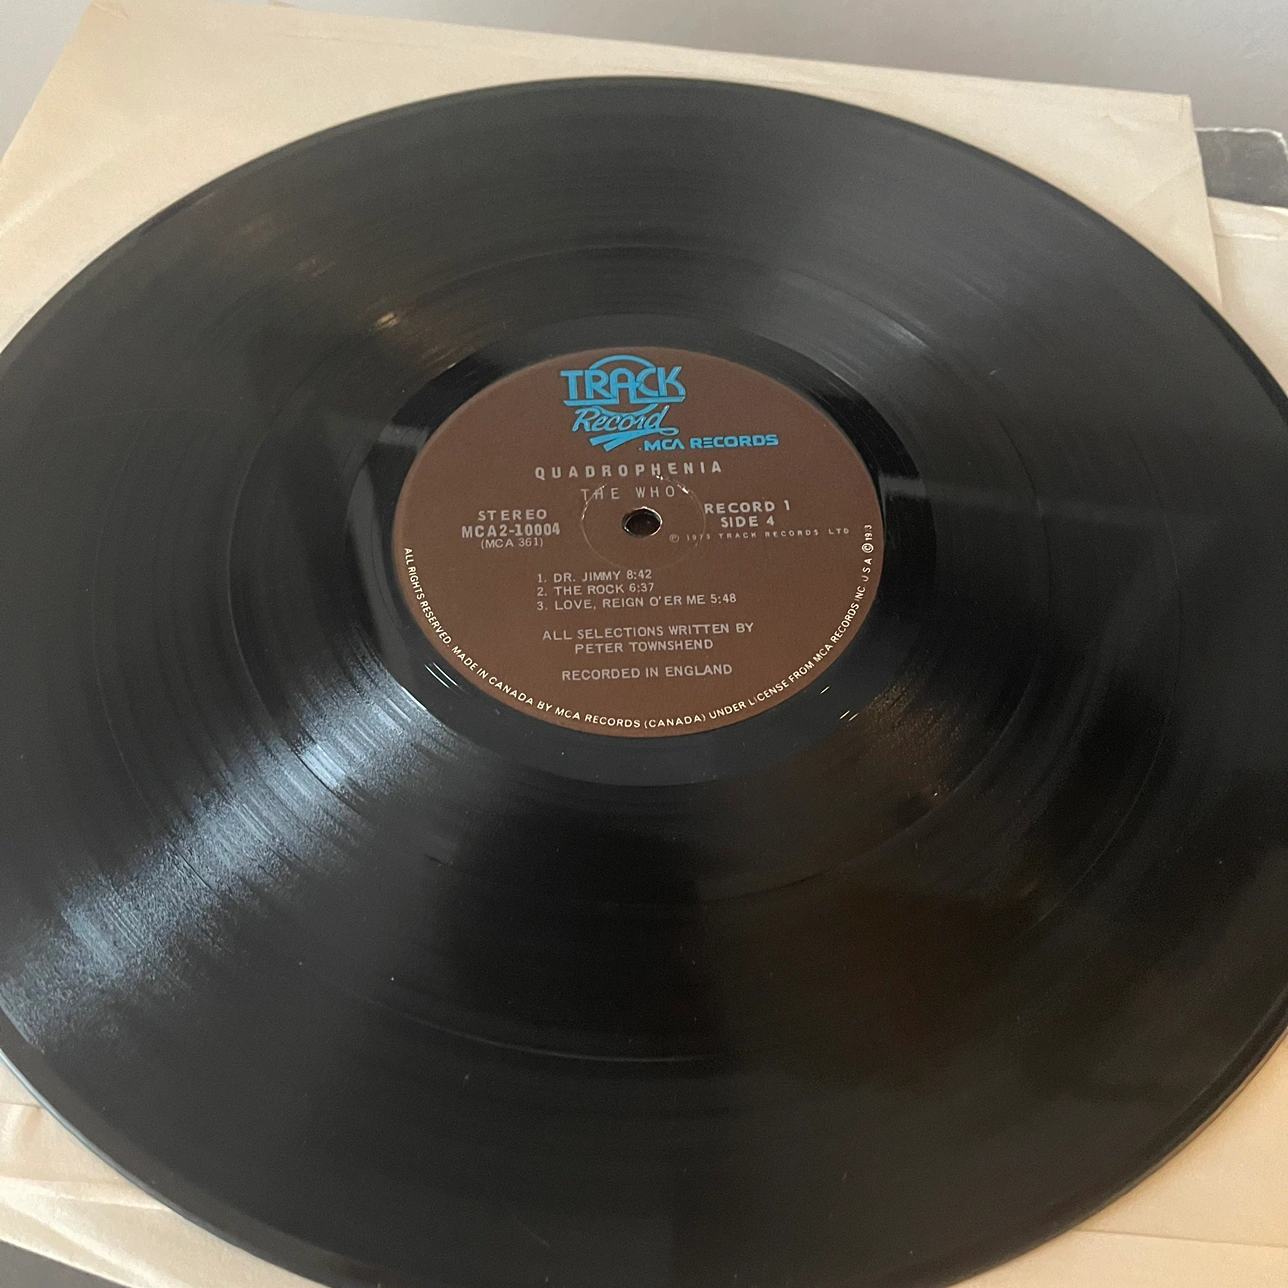 TRACK
Record
MCA RECORDS
QUADROPHENIA
THE WHO
STEREO
MCA2-10004
(MCA 361)
RECORD 1
SIDE 4
℗ 1973 TRACK RECORDS LTD
1. DR. JIMMY 8:42
2. THE ROCK 6:37
3. LOVE, REIGN O'ER ME 5:48
ALL SELECTIONS WRITTEN BY
PETER TOWNSHEND
RECORDED IN ENGLAND
ALL RIGHTS RESERVED. MADE IN CANADA BY MCA RECORDS (CANADA) UNDER LICENSE FROM MCA RECORDS INC U.S.A. ©1973